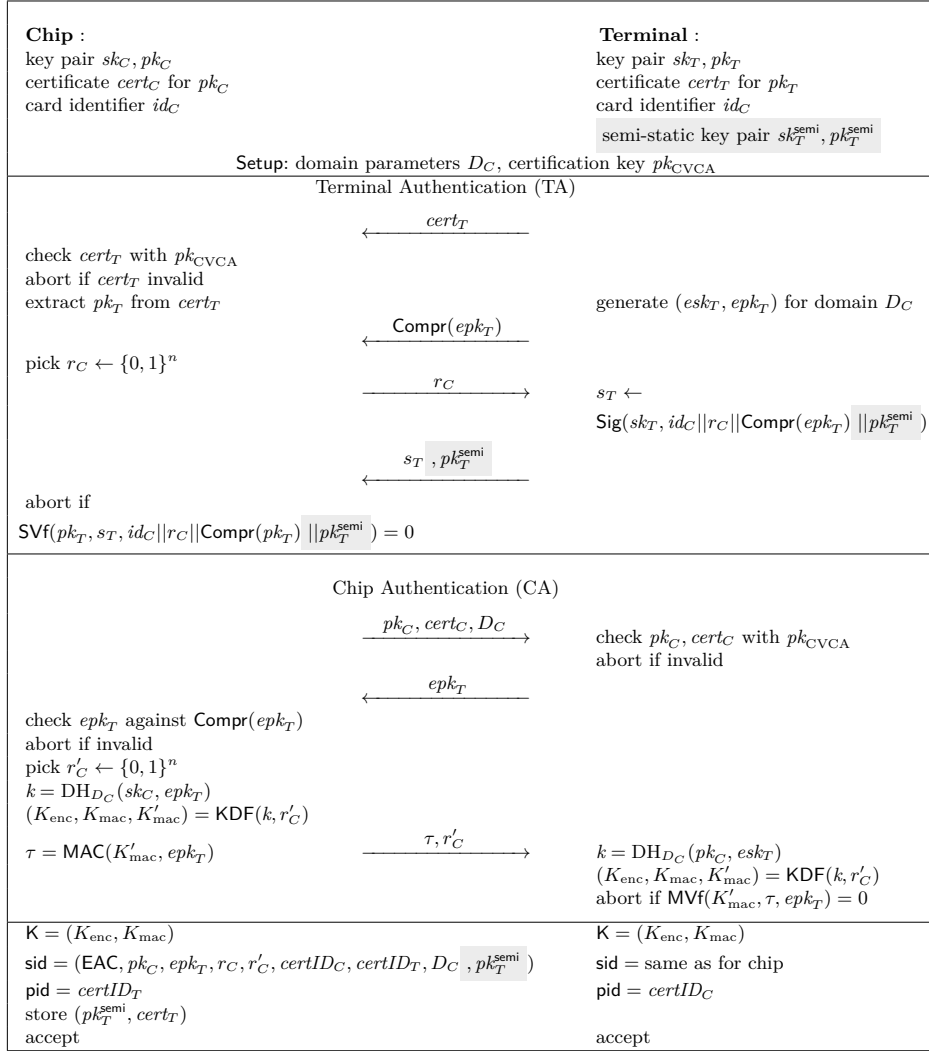 Chip :
Terminal :
key pair sk_C, pk_C
key pair sk_T, pk_T
certificate cert_C for pk_C
certificate cert_T for pk_T
card identifier id_C
card identifier id_C
semi-static key pair sk_T^semi, pk_T^semi
Setup: domain parameters D_C, certification key pk_CVCA
Terminal Authentication (TA)
cert_T
check cert_T with pk_CVCA
abort if cert_T invalid
extract pk_T from cert_T
generate (esk_T, epk_T) for domain D_C
Compr(epk_T)
pick r_C ← {0, 1}^n
r_C
s_T ←
Sig(sk_T, id_C||r_C||Compr(epk_T) ||pk_T^semi )
s_T , pk_T^semi
abort if
SVf(pk_T, s_T, id_C||r_C||Compr(pk_T) ||pk_T^semi ) = 0
Chip Authentication (CA)
pk_C, cert_C, D_C
check pk_C, cert_C with pk_CVCA
abort if invalid
epk_T
check epk_T against Compr(epk_T)
abort if invalid
pick r'_C ← {0, 1}^n
k = DH_{D_C}(sk_C, epk_T)
(K_enc, K_mac, K'_mac) = KDF(k, r'_C)
τ = MAC(K'_mac, epk_T)
τ, r'_C
k = DH_{D_C}(pk_C, esk_T)
(K_enc, K_mac, K'_mac) = KDF(k, r'_C)
abort if MVf(K'_mac, τ, epk_T) = 0
K = (K_enc, K_mac)
K = (K_enc, K_mac)
sid = (EAC, pk_C, epk_T, r_C, r'_C, certID_C, certID_T, D_C , pk_T^semi )
sid = same as for chip
pid = certID_T
pid = certID_C
store (pk_T^semi, cert_T)
accept
accept